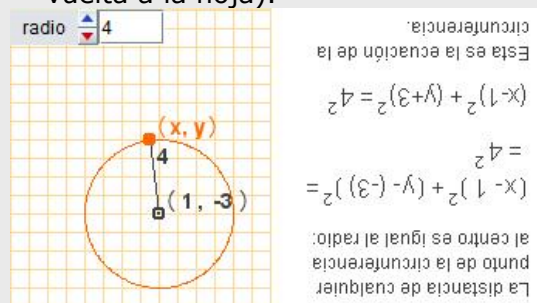 vuelta a la hoja).
radio 4
(x, y)
4
(1, -3)
La distancia de cualquier
punto de la circunferencia
al centro es igual al radio:
(x- 1 )² + (y - (-3) )² =
= 4²
(x-1)² + (y+3)² = 4²
Esta es la ecuación de la
circunferencia.